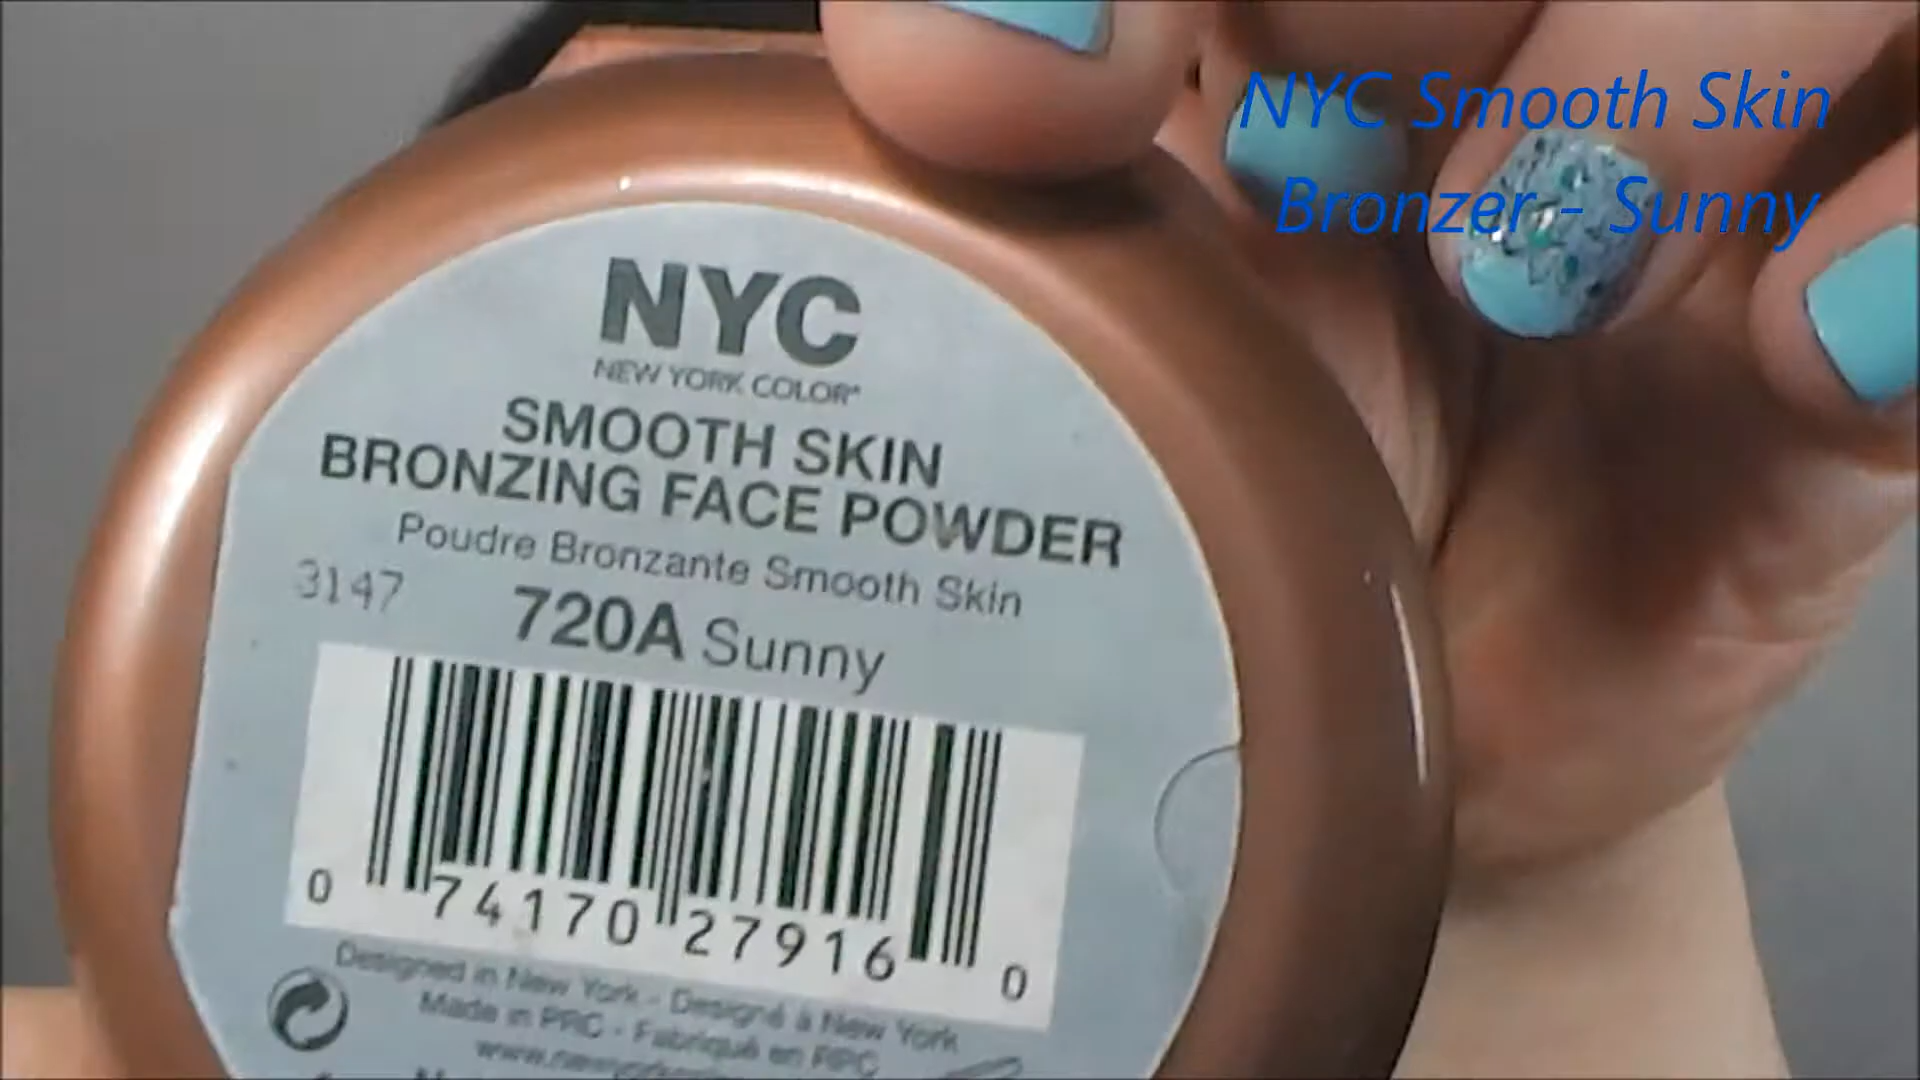 NYC Smooth Skin
Bronzer - Sunny
NYC
NEW YORK COLOR®
SMOOTH SKIN
BRONZING FACE POWDER
Poudre Bronzante Smooth Skin
3147
720A Sunny
0 74170 27916 0
Designed in New York - Designé à New York
Made in PRC - Fabriqué en RPC